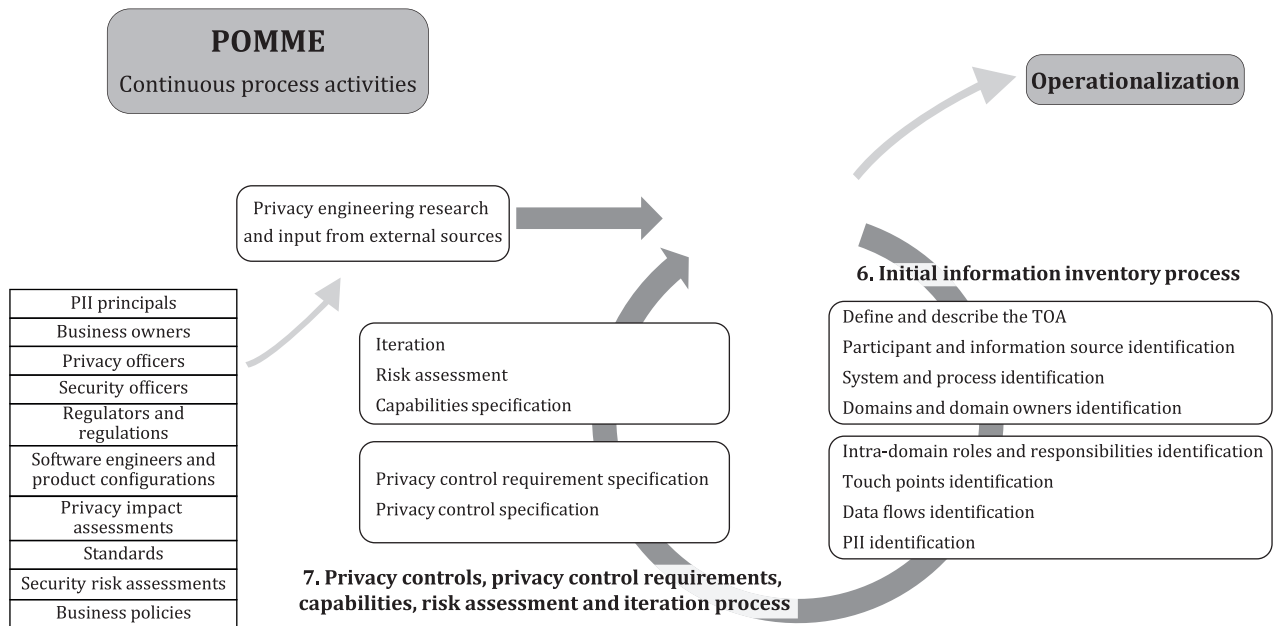 POMME
Continuous process activities
Operationalization
Privacy engineering research
and input from external sources
PII principals
Business owners
Privacy officers
Security officers
Regulators and
regulations
Software engineers and
product configurations
Privacy impact
assessments
Standards
Security risk assessments
Business policies
Iteration
Risk assessment
Capabilities specification
Privacy control requirement specification
Privacy control specification
7. Privacy controls, privacy control requirements,
capabilities, risk assessment and iteration process
6. Initial information inventory process
Define and describe the TOA
Participant and information source identification
System and process identification
Domains and domain owners identification
Intra-domain roles and responsibilities identification
Touch points identification
Data flows identification
PII identification